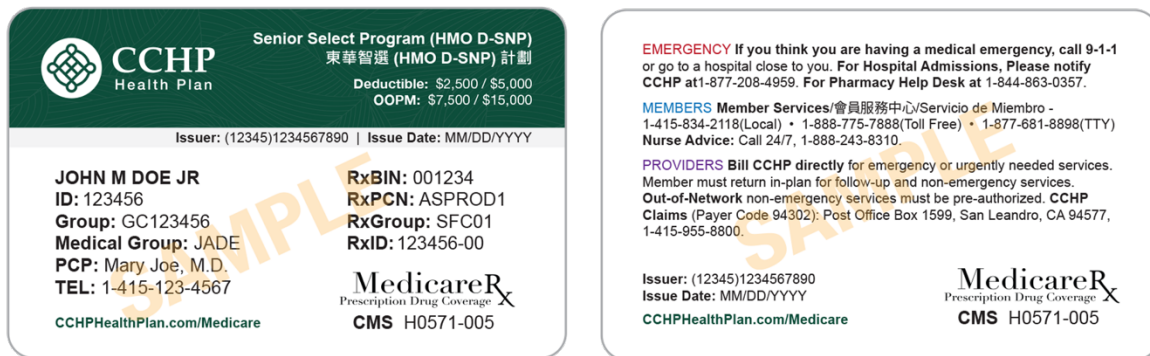 CCHP
Health Plan
Senior Select Program (HMO D-SNP)
東華智選 (HMO D-SNP) 計劃
Deductible: $2,500 / $5,000
OOPM: $7,500 / $15,000
Issuer: (12345)1234567890 | Issue Date: MM/DD/YYYY
JOHN M DOE JR
ID: 123456
Group: GC123456
Medical Group: JADE
PCP: Mary Joe, M.D.
TEL: 1-415-123-4567
CCHPHealthPlan.com/Medicare
RxBIN: 001234
RxPCN: ASPROD1
RxGroup: SFC01
RxID: 123456-00
MedicareRx
Prescription Drug Coverage
CMS H0571-005
SAMPLE
EMERGENCY If you think you are having a medical emergency, call 9-1-1
or go to a hospital close to you. For Hospital Admissions, Please notify
CCHP at1-877-208-4959. For Pharmacy Help Desk at 1-844-863-0357.
MEMBERS Member Services/會員服務中心/Servicio de Miembro -
1-415-834-2118(Local) • 1-888-775-7888(Toll Free) • 1-877-681-8898(TTY)
Nurse Advice: Call 24/7, 1-888-243-8310.
PROVIDERS Bill CCHP directly for emergency or urgently needed services.
Member must return in-plan for follow-up and non-emergency services.
Out-of-Network non-emergency services must be pre-authorized. CCHP
Claims (Payer Code 94302): Post Office Box 1599, San Leandro, CA 94577,
1-415-955-8800.
Issuer: (12345)1234567890
Issue Date: MM/DD/YYYY
CCHPHealthPlan.com/Medicare
MedicareRx
Prescription Drug Coverage
CMS H0571-005
SAMPLE